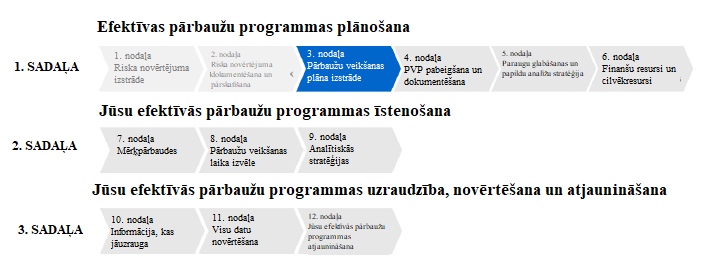 Efektīvas pārbaužu programmas plānošana
1. SADAĻA
1. nodaļa
Riska novērtējuma
izstrāde
2. nodaļa
Riska novērtējuma
dokumentēšana un
pārskatīšana
3. nodaļa
Pārbaužu veikšanas
plāna izstrāde
4. nodaļa
PVP pabeigšana un
dokumentēšana
5. nodaļa
Paraugu glabāšanas un
papildu analīžu stratēģija
6. nodaļa
Finanšu resursi un
cilvēkresursi
Jūsu efektīvās pārbaužu programmas īstenošana
2. SADAĻA
7. nodaļa
Mērķpārbaudes
8. nodaļa
Pārbaužu veikšanas
laika izvēle
9. nodaļa
Analītiskās
stratēģijas
Jūsu efektīvās pārbaužu programmas uzraudzība, novērtēšana un atjaunināšana
3. SADAĻA
10. nodaļa
Informācija, kas
jāuzrauga
11. nodaļa
Visu datu
novērtēšana
12. nodaļa
Jūsu efektīvās pārbaužu
programmas
atjaunināšana